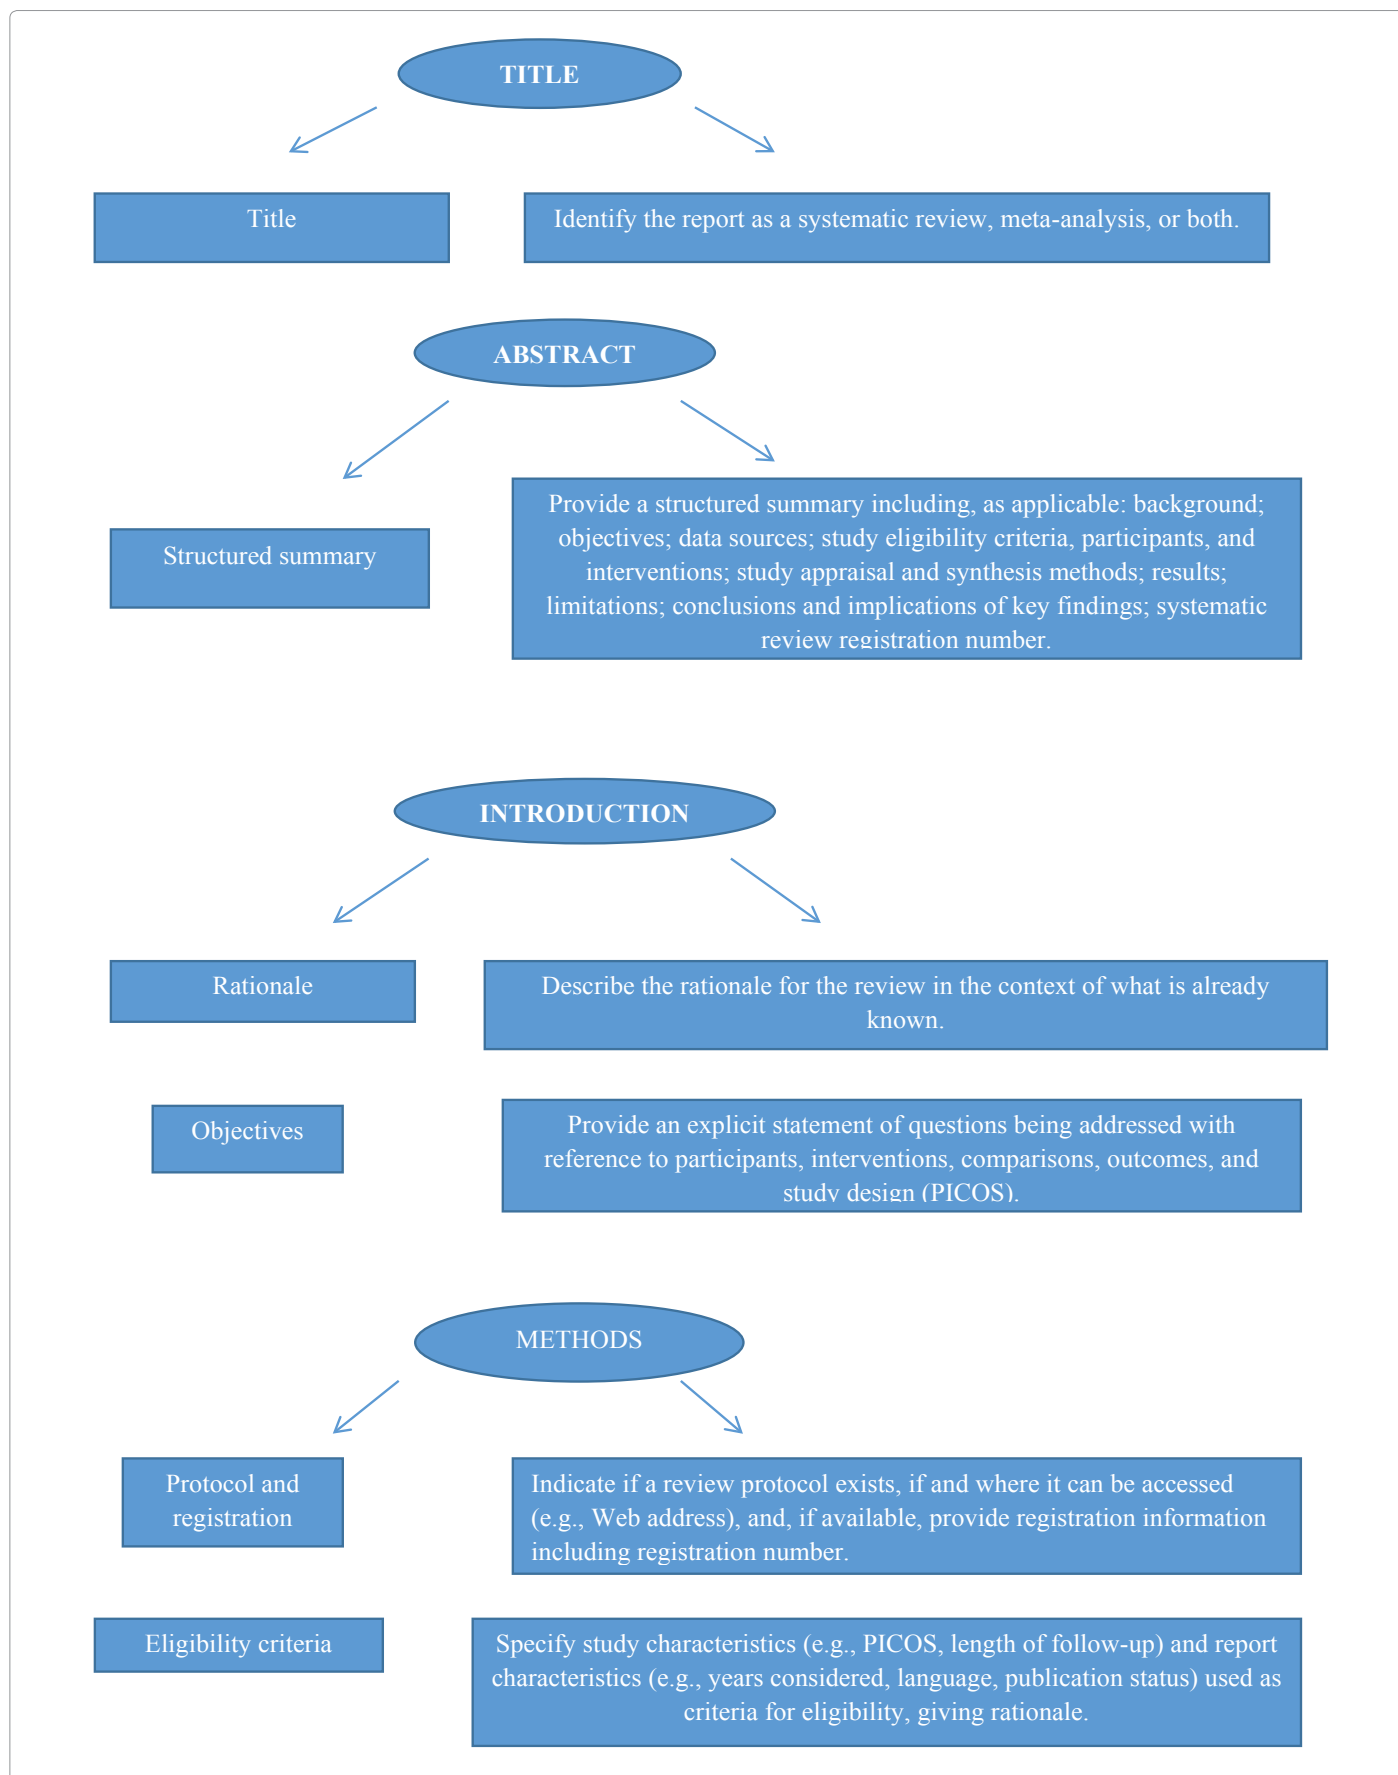 TITLE
Title
Identify the report as a systematic review, meta-analysis, or both.
ABSTRACT
Structured summary
Provide a structured summary including, as applicable: background;
objectives; data sources; study eligibility criteria, participants, and
interventions; study appraisal and synthesis methods; results;
limitations; conclusions and implications of key findings; systematic
review registration number.
INTRODUCTION
Rationale
Describe the rationale for the review in the context of what is already
known.
Objectives
Provide an explicit statement of questions being addressed with
reference to participants, interventions, comparisons, outcomes, and
study design (PICOS).
METHODS
Protocol and
registration
Indicate if a review protocol exists, if and where it can be accessed
(e.g., Web address), and, if available, provide registration information
including registration number.
Eligibility criteria
Specify study characteristics (e.g., PICOS, length of follow-up) and report
characteristics (e.g., years considered, language, publication status) used as
criteria for eligibility, giving rationale.